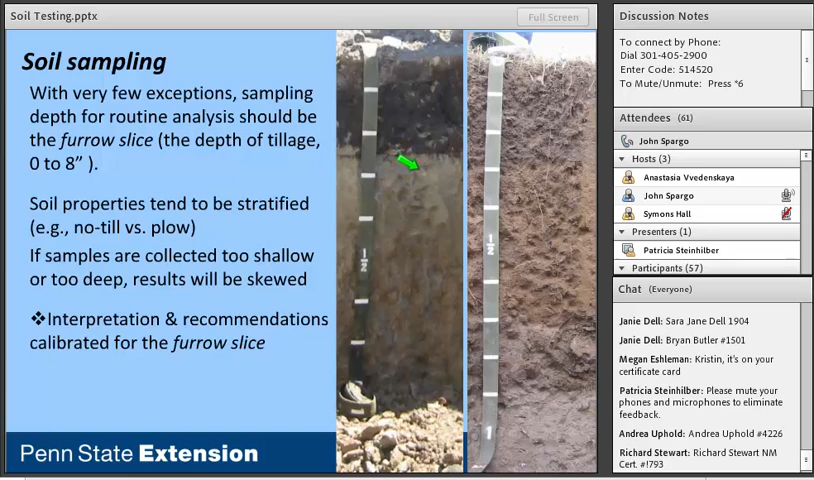 Soil Testing.pptx
Full Screen
Soil sampling
With very few exceptions, sampling
depth for routine analysis should be
the furrow slice (the depth of tillage,
0 to 8” ).
Soil properties tend to be stratified
(e.g., no-till vs. plow)
If samples are collected too shallow
or too deep, results will be skewed
❖Interpretation & recommendations
calibrated for the furrow slice
Penn State Extension
1/2
1/2
1
Discussion Notes
To connect by Phone:
Dial 301-405-2900
Enter Code: 514520
To Mute/Unmute:  Press *6
Attendees (61)
John Spargo
Hosts (3)
Anastasia Vvedenskaya
John Spargo
Symons Hall
Presenters (1)
Patricia Steinhilber
Participants (57)
Chat (Everyone)
Janie Dell: Sara Jane Dell 1904
Janie Dell: Bryan Butler #1501
Megan Eshleman: Kristin, it's on your
certificate card
Patricia Steinhilber: Please mute your
phones and microphones to eliminate
feedback.
Andrea Uphold: Andrea Uphold #4226
Richard Stewart: Richard Stewart NM
Cert. #!793